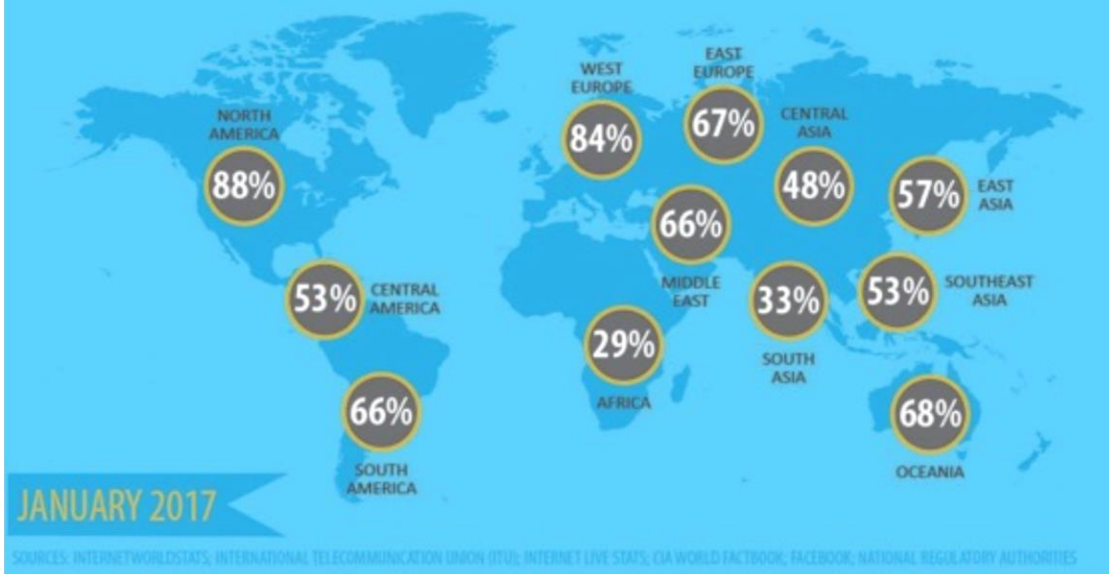 NORTH
AMERICA
88%
WEST
EUROPE
84%
EAST
EUROPE
67%
CENTRAL
ASIA
48%
57%
EAST
ASIA
66%
MIDDLE
EAST
53%
CENTRAL
AMERICA
33%
SOUTH
ASIA
53%
SOUTHEAST
ASIA
29%
AFRICA
66%
SOUTH
AMERICA
68%
OCEANIA
JANUARY 2017
SOURCES: INTERNETWORLDSTATS; INTERNATIONAL TELECOMMUNICATION UNION (ITU); INTERNET LIVE STATS; CIA WORLD FACTBOOK; FACEBOOK; NATIONAL REGULATORY AUTHORITIES